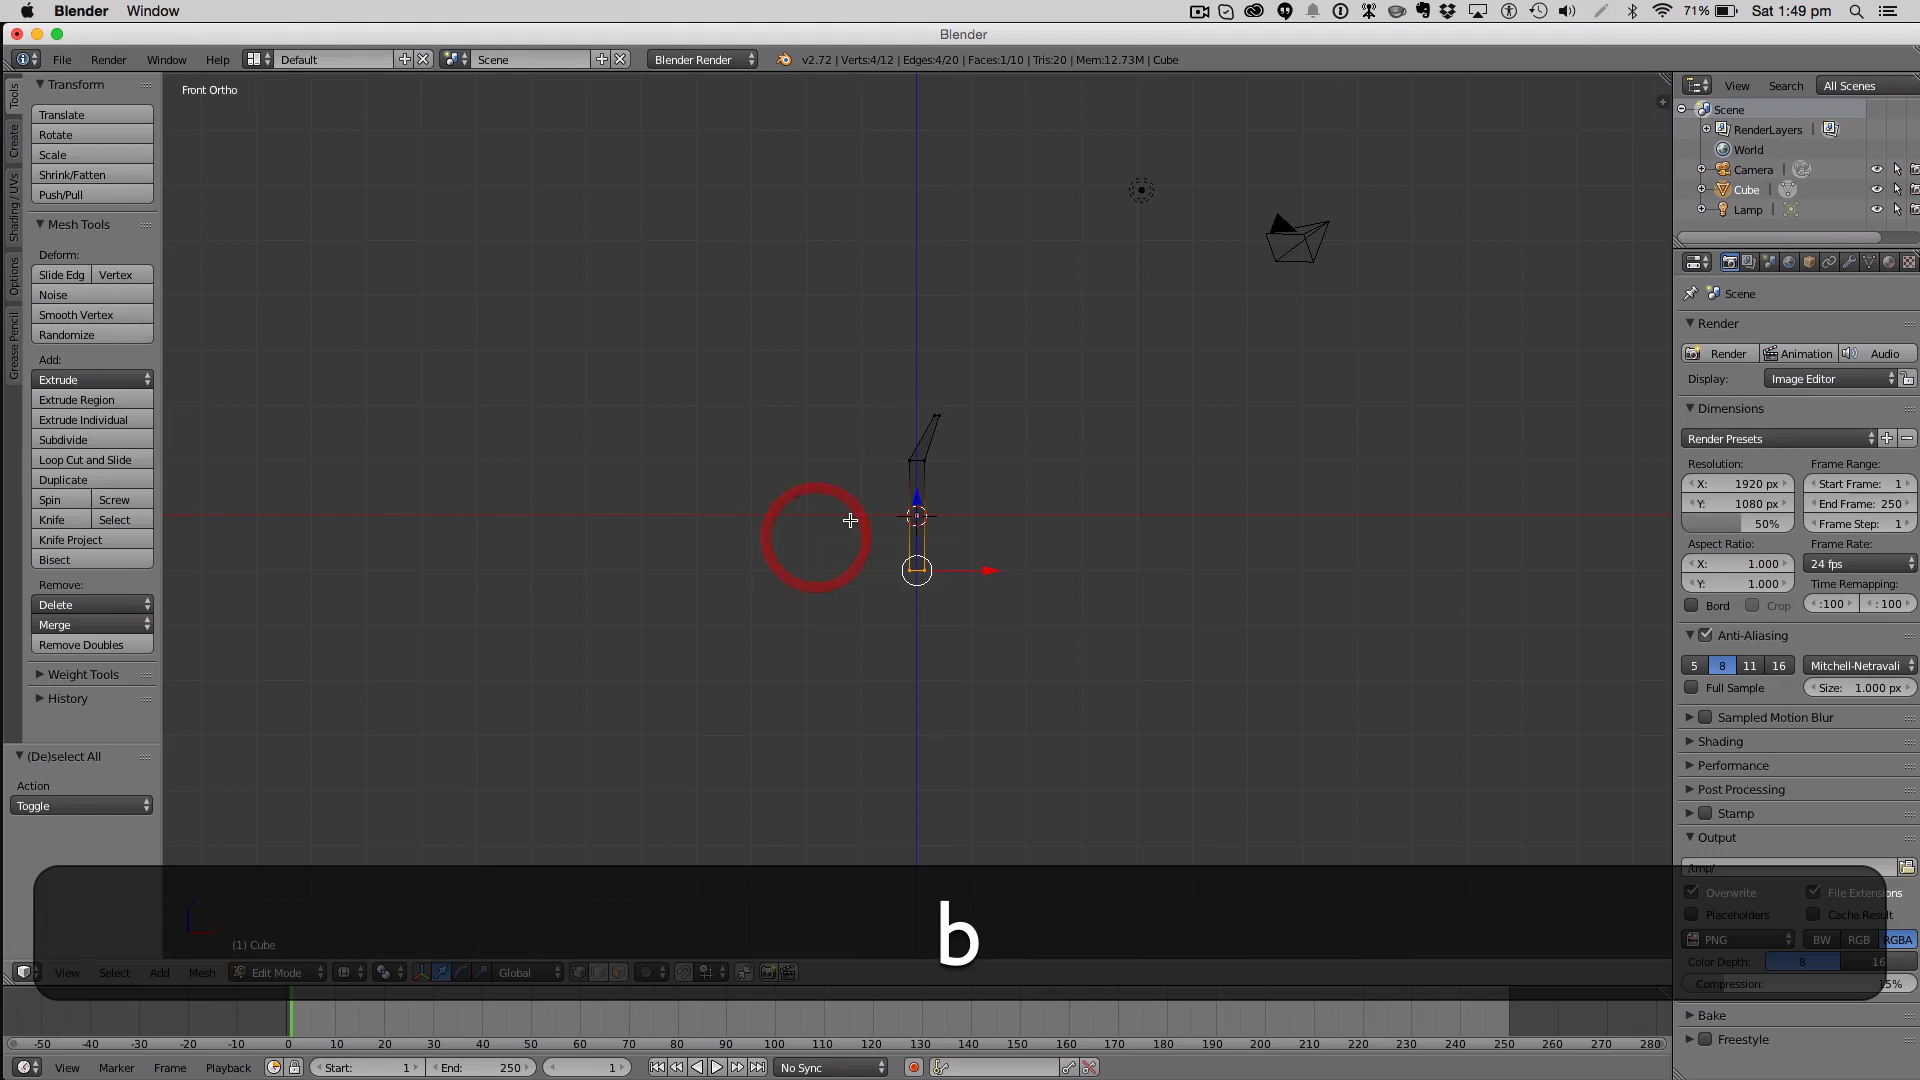 Blender Window 71% Sat 1:49 pm
Blender
File Render Window Help Default Scene Blender Render v2.72 | Verts:4/12 | Edges:4/20 | Faces:1/10 | Tris:20 | Mem:12.73M | Cube
Tools
Create
Shading / UVs
Options
Grease Pencil
Transform
Translate
Rotate
Scale
Shrink/Fatten
Push/Pull
Mesh Tools
Deform:
Slide Edg Vertex
Noise
Smooth Vertex
Randomize
Add:
Extrude
Extrude Region
Extrude Individual
Subdivide
Loop Cut and Slide
Duplicate
Spin Screw
Knife Select
Knife Project
Bisect
Remove:
Delete
Merge
Remove Doubles
Weight Tools
History
(De)select All
Action
Toggle
Front Ortho
b
(1) Cube
View Select Add Mesh Edit Mode Global
View Search All Scenes
Scene
RenderLayers
World
Camera
Cube
Lamp
Scene
Render
Render Animation Audio
Display: Image Editor
Dimensions
Render Presets
Resolution: Frame Range:
X: 1920 px Start Frame: 1
Y: 1080 px End Frame: 250
50% Frame Step: 1
Aspect Ratio: Frame Rate:
X: 1.000 24 fps
Y: 1.000 Time Remapping:
Bord Crop :100 : 100
Anti-Aliasing
5 8 11 16 Mitchell-Netravali
Full Sample Size: 1.000 px
Sampled Motion Blur
Shading
Performance
Post Processing
Stamp
Output
/tmp/
Overwrite File Extensions
Placeholders Cache Result
PNG BW RGB RGBA
Color Depth: 8 16
Compression: 15%
Bake
Freestyle
-50 -40 -30 -20 -10 0 10 20 30 40 50 60 70 80 90 100 110 120 130 140 150 160 170 180 190 200 210 220 230 240 250 260 270 280
View Marker Frame Playback Start: 1 End: 250 1 No Sync